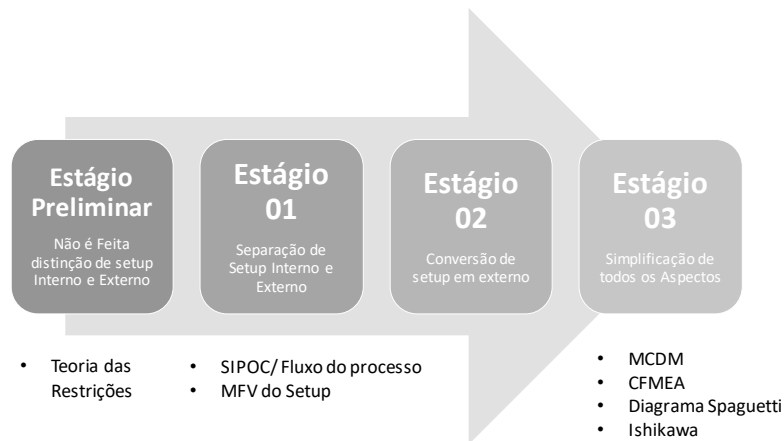 Estágio
Preliminar
Não é Feita
distinção de setup
Interno e Externo
Estágio
01
Separação de
Setup Interno e
Externo
Estágio
02
Conversão de
setup em externo
Estágio
03
Simplificação de
todos os Aspectos
• Teoria das
Restrições
• SIPOC/ Fluxo do processo
• MFV do Setup
• MCDM
• CFMEA
• Diagrama Spaguetti
• Ishikawa